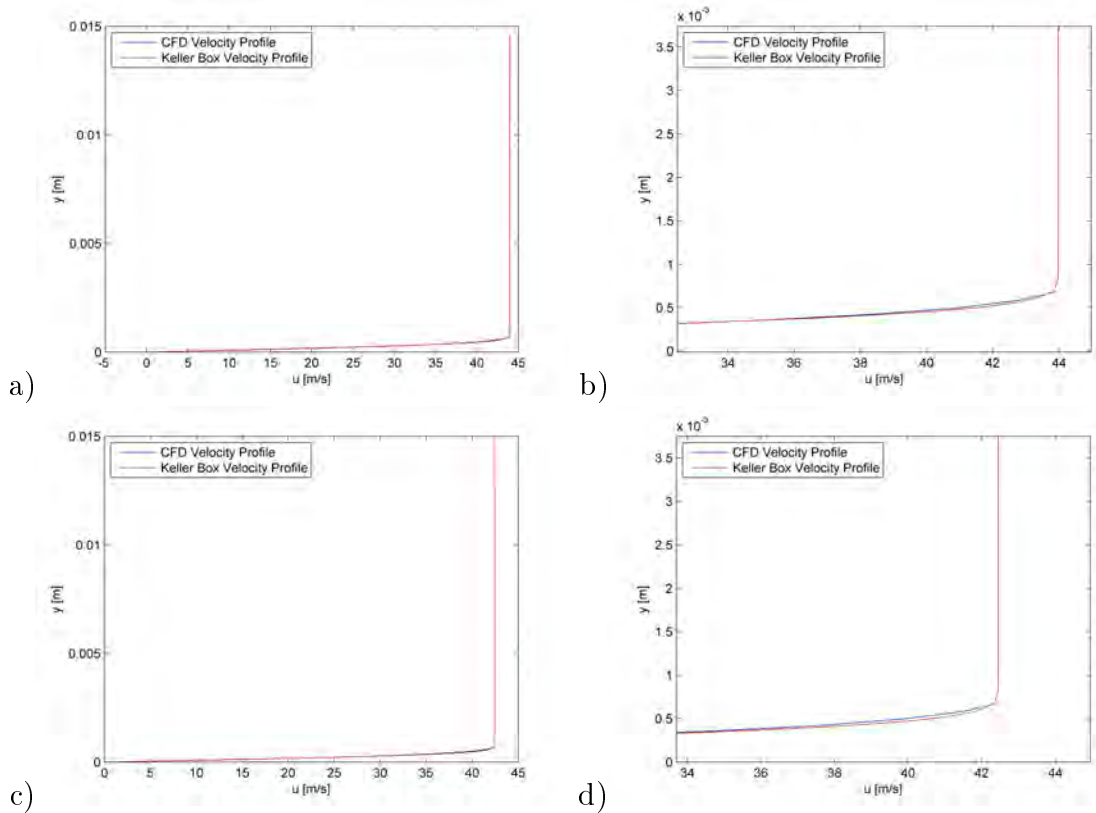 0.015
CFD Velocity Profile
Keller Box Velocity Profile
0.01
y [m]
0.005
0
-5 0 5 10 15 20 25 30 35 40 45
u [m/s]
a)
x 10^-3
CFD Velocity Profile
Keller Box Velocity Profile
3.5
3
2.5
2
y [m]
1.5
1
0.5
0
34 36 38 40 42 44
u [m/s]
b)
0.015
CFD Velocity Profile
Keller Box Velocity Profile
0.01
y [m]
0.005
0
0 5 10 15 20 25 30 35 40 45
u [m/s]
c)
x 10^-3
CFD Velocity Profile
Keller Box Velocity Profile
3.5
3
2.5
2
y [m]
1.5
1
0.5
0
34 36 38 40 42 44
u [m/s]
d)